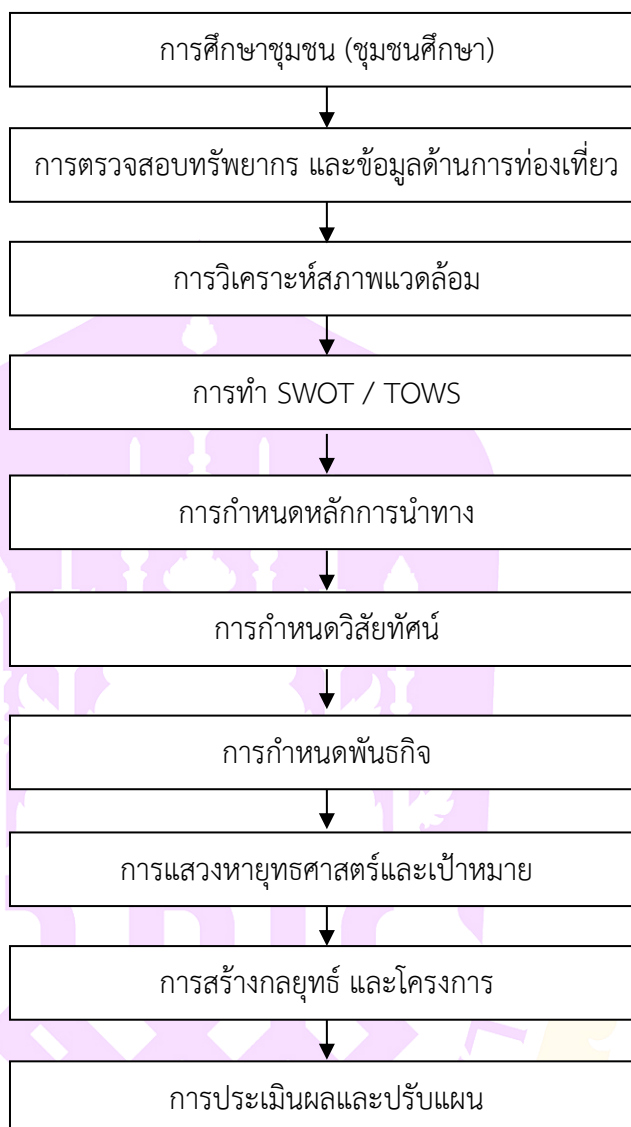 การศึกษาชุมชน (ชุมชนศึกษา)
การตรวจสอบทรัพยากร และข้อมูลด้านการท่องเที่ยว
การวิเคราะห์สภาพแวดล้อม
การทำ SWOT / TOWS
การกำหนดหลักการนำทาง
การกำหนดวิสัยทัศน์
การกำหนดพันธกิจ
การแสวงหายุทธศาสตร์และเป้าหมาย
การสร้างกลยุทธ์ และโครงการ
การประเมินผลและปรับแผน